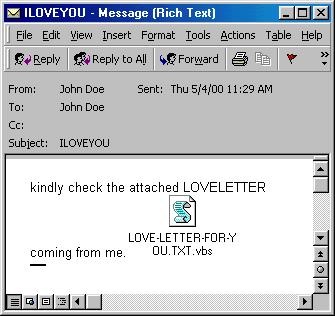 ILOVEYOU - Message (Rich Text)
File Edit View Insert Format Tools Actions Table Help
Reply Reply to All Forward
From: John Doe Sent: Thu 5/4/00 11:29 AM
To: John Doe
Cc:
Subject: ILOVEYOU
kindly check the attached LOVELETTER
LOVE-LETTER-FOR-Y
OU.TXT.vbs
coming from me.